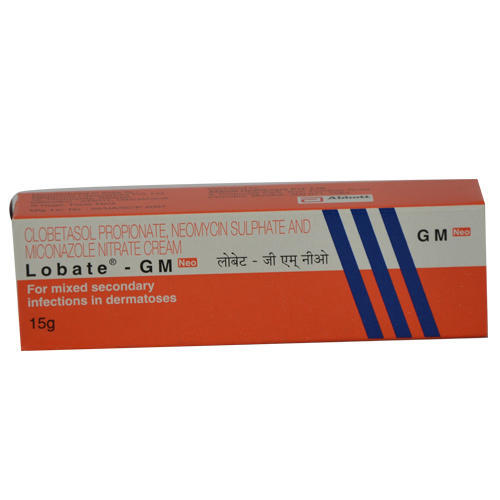 Abbott
CLOBETASOL PROPIONATE, NEOMYCIN SULPHATE AND
MICONAZOLE NITRATE CREAM
Lobate® - GM Neo
लोबेट - जी एम् नीओ
GM Neo
For mixed secondary
infections in dermatoses
15g